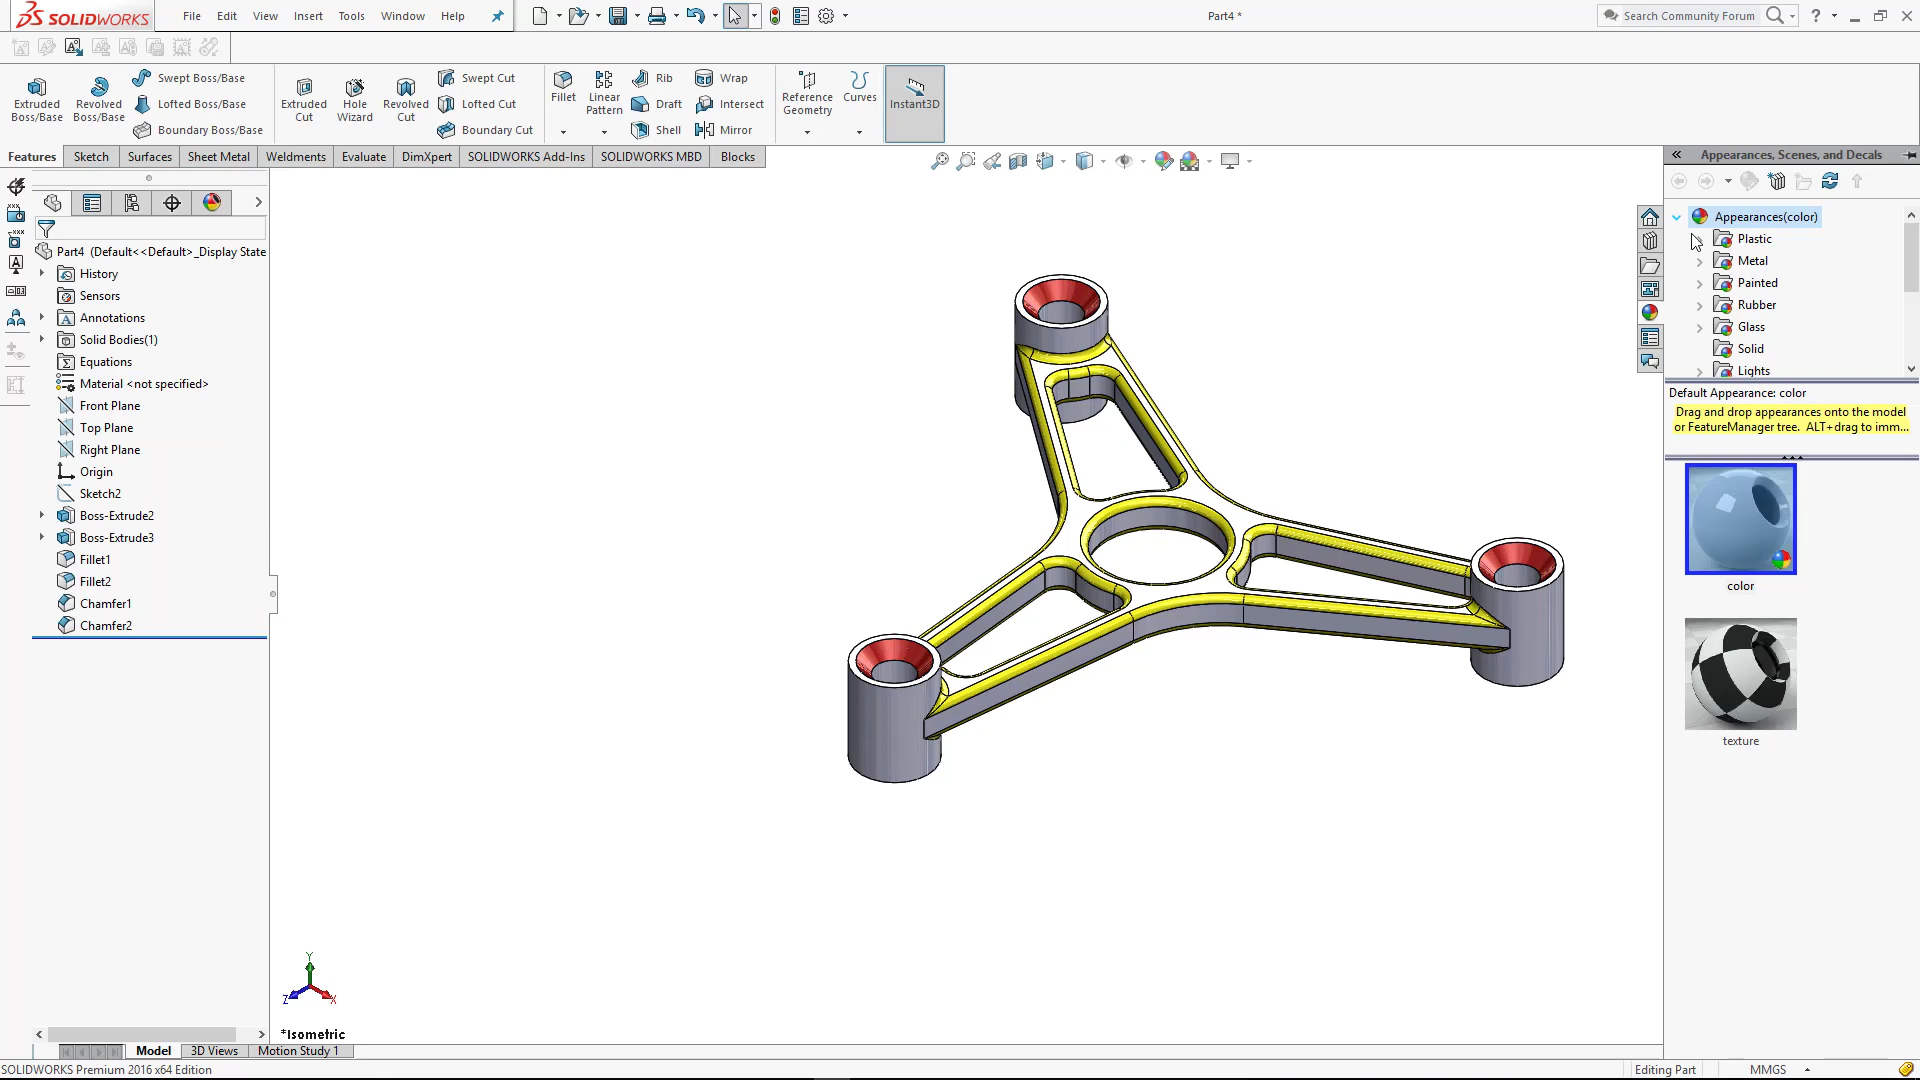 SOLIDWORKS File Edit View Insert Tools Window Help Part4 * Search Community Forum ?
Extruded Boss/Base
Revolved Boss/Base
Swept Boss/Base
Lofted Boss/Base
Boundary Boss/Base
Extruded Cut
Hole Wizard
Revolved Cut
Swept Cut
Lofted Cut
Boundary Cut
Fillet
Linear Pattern
Rib
Draft
Shell
Wrap
Intersect
Mirror
Reference Geometry
Curves
Instant3D
Features Sketch Surfaces Sheet Metal Weldments Evaluate DimXpert SOLIDWORKS Add-Ins SOLIDWORKS MBD Blocks
Part4 (Default<<Default>_Display State
History
Sensors
Annotations
Solid Bodies(1)
Equations
Material <not specified>
Front Plane
Top Plane
Right Plane
Origin
Sketch2
Boss-Extrude2
Boss-Extrude3
Fillet1
Fillet2
Chamfer1
Chamfer2
Y
Z
X
*Isometric
Appearances, Scenes, and Decals
Appearances(color)
Plastic
Metal
Painted
Rubber
Glass
Solid
Lights
Default Appearance: color
Drag and drop appearances onto the model
or FeatureManager tree. ALT+drag to imm...
color
texture
Model 3D Views Motion Study 1
SOLIDWORKS Premium 2016 x64 Edition Editing Part MMGS